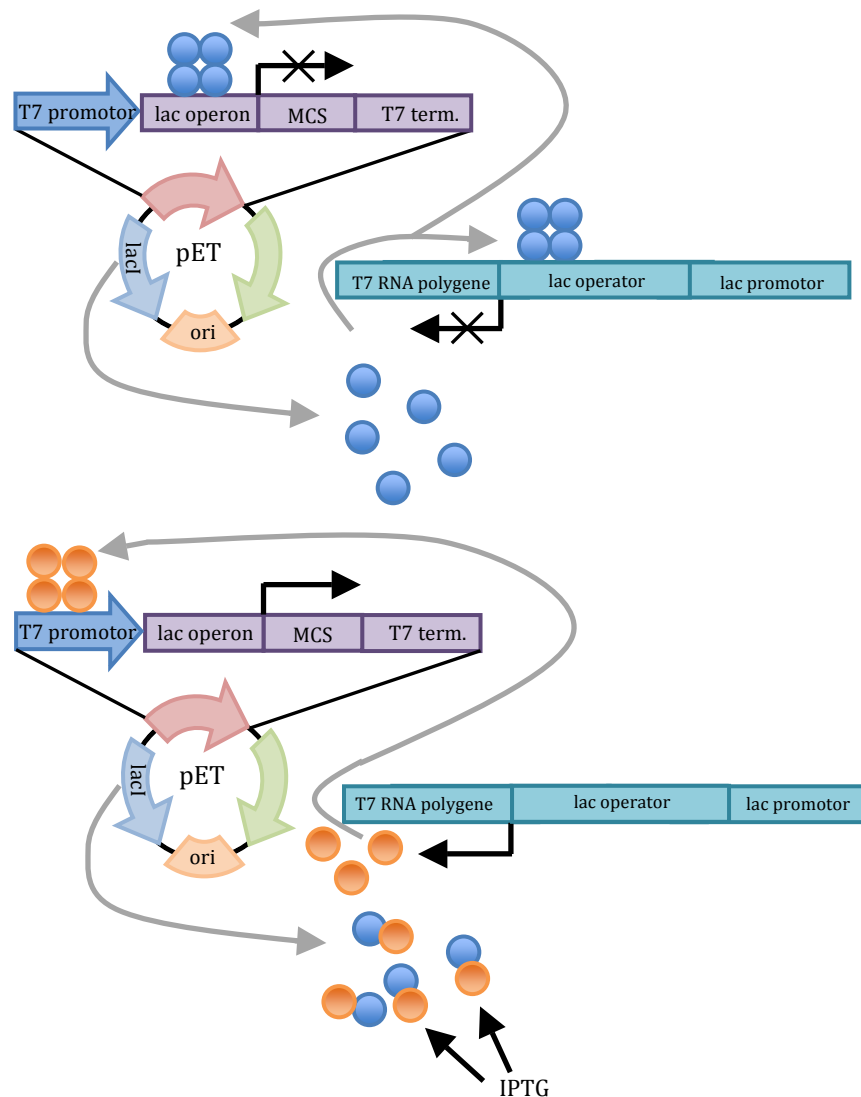 T7 promotor
lac operon
MCS
T7 term.
lacI
pET
ori
T7 RNA polygene
lac operator
lac promotor
T7 promotor
lac operon
MCS
T7 term.
lacI
pET
ori
T7 RNA polygene
lac operator
lac promotor
IPTG